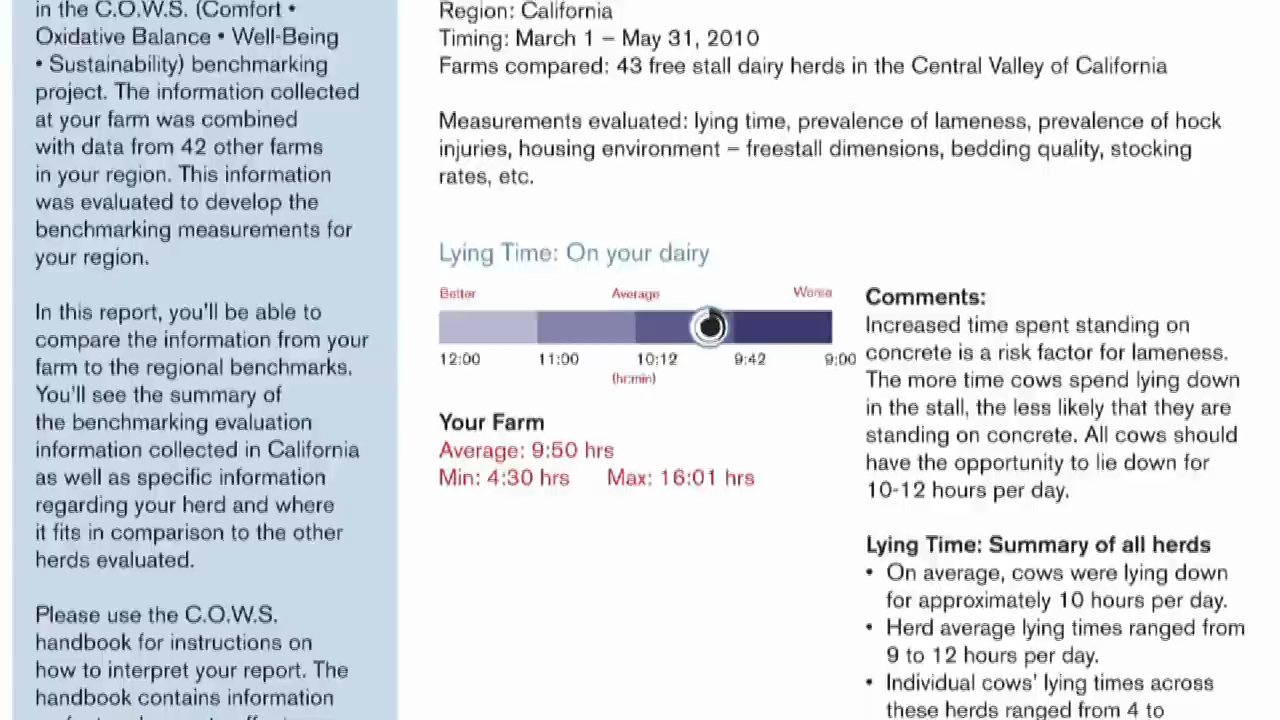 in the C.O.W.S. (Comfort •
Oxidative Balance • Well-Being
• Sustainability) benchmarking
project. The information collected
at your farm was combined
with data from 42 other farms
in your region. This information
was evaluated to develop the
benchmarking measurements for
your region.
In this report, you'll be able to
compare the information from your
farm to the regional benchmarks.
You'll see the summary of
the benchmarking evaluation
information collected in California
as well as specific information
regarding your herd and where
it fits in comparison to the other
herds evaluated.
Please use the C.O.W.S.
handbook for instructions on
how to interpret your report. The
handbook contains information
Region: California
Timing: March 1 – May 31, 2010
Farms compared: 43 free stall dairy herds in the Central Valley of California
Measurements evaluated: lying time, prevalence of lameness, prevalence of hock
injuries, housing environment – freestall dimensions, bedding quality, stocking
rates, etc.
Lying Time: On your dairy
Better Average Worse
12:00 11:00 10:12 9:42 9:00
(hr:min)
Your Farm
Average: 9:50 hrs
Min: 4:30 hrs Max: 16:01 hrs
Comments:
Increased time spent standing on
concrete is a risk factor for lameness.
The more time cows spend lying down
in the stall, the less likely that they are
standing on concrete. All cows should
have the opportunity to lie down for
10-12 hours per day.
Lying Time: Summary of all herds
• On average, cows were lying down
for approximately 10 hours per day.
• Herd average lying times ranged from
9 to 12 hours per day.
• Individual cows' lying times across
these herds ranged from 4 to